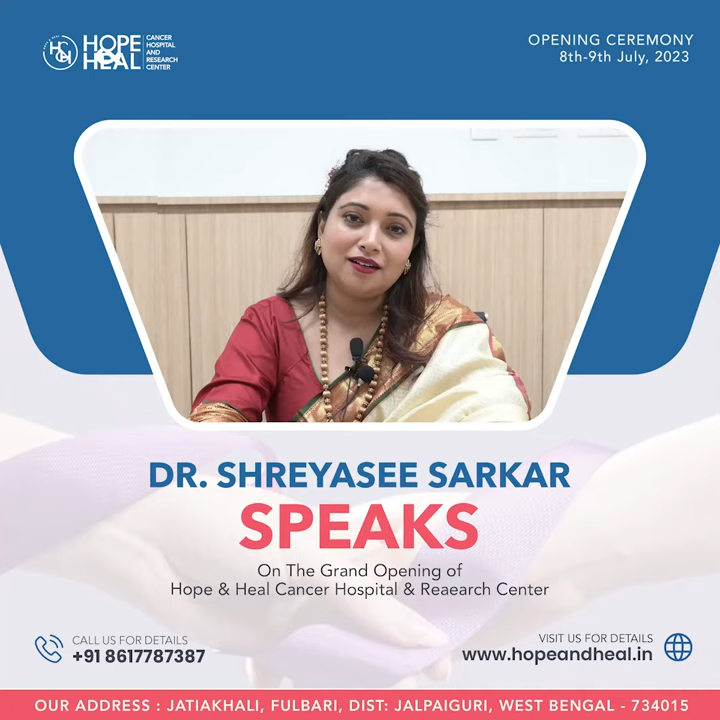 HOPE
HEAL
CANCER
HOSPITAL
AND
RESEARCH
CENTER
OPENING CEREMONY
8th-9th July, 2023
DR. SHREYASEE SARKAR
SPEAKS
On The Grand Opening of
Hope & Heal Cancer Hospital & Reaearch Center
CALL US FOR DETAILS
+91 8617787387
VISIT US FOR DETAILS
www.hopeandheal.in
OUR ADDRESS : JATIAKHALI, FULBARI, DIST: JALPAIGURI, WEST BENGAL - 734015